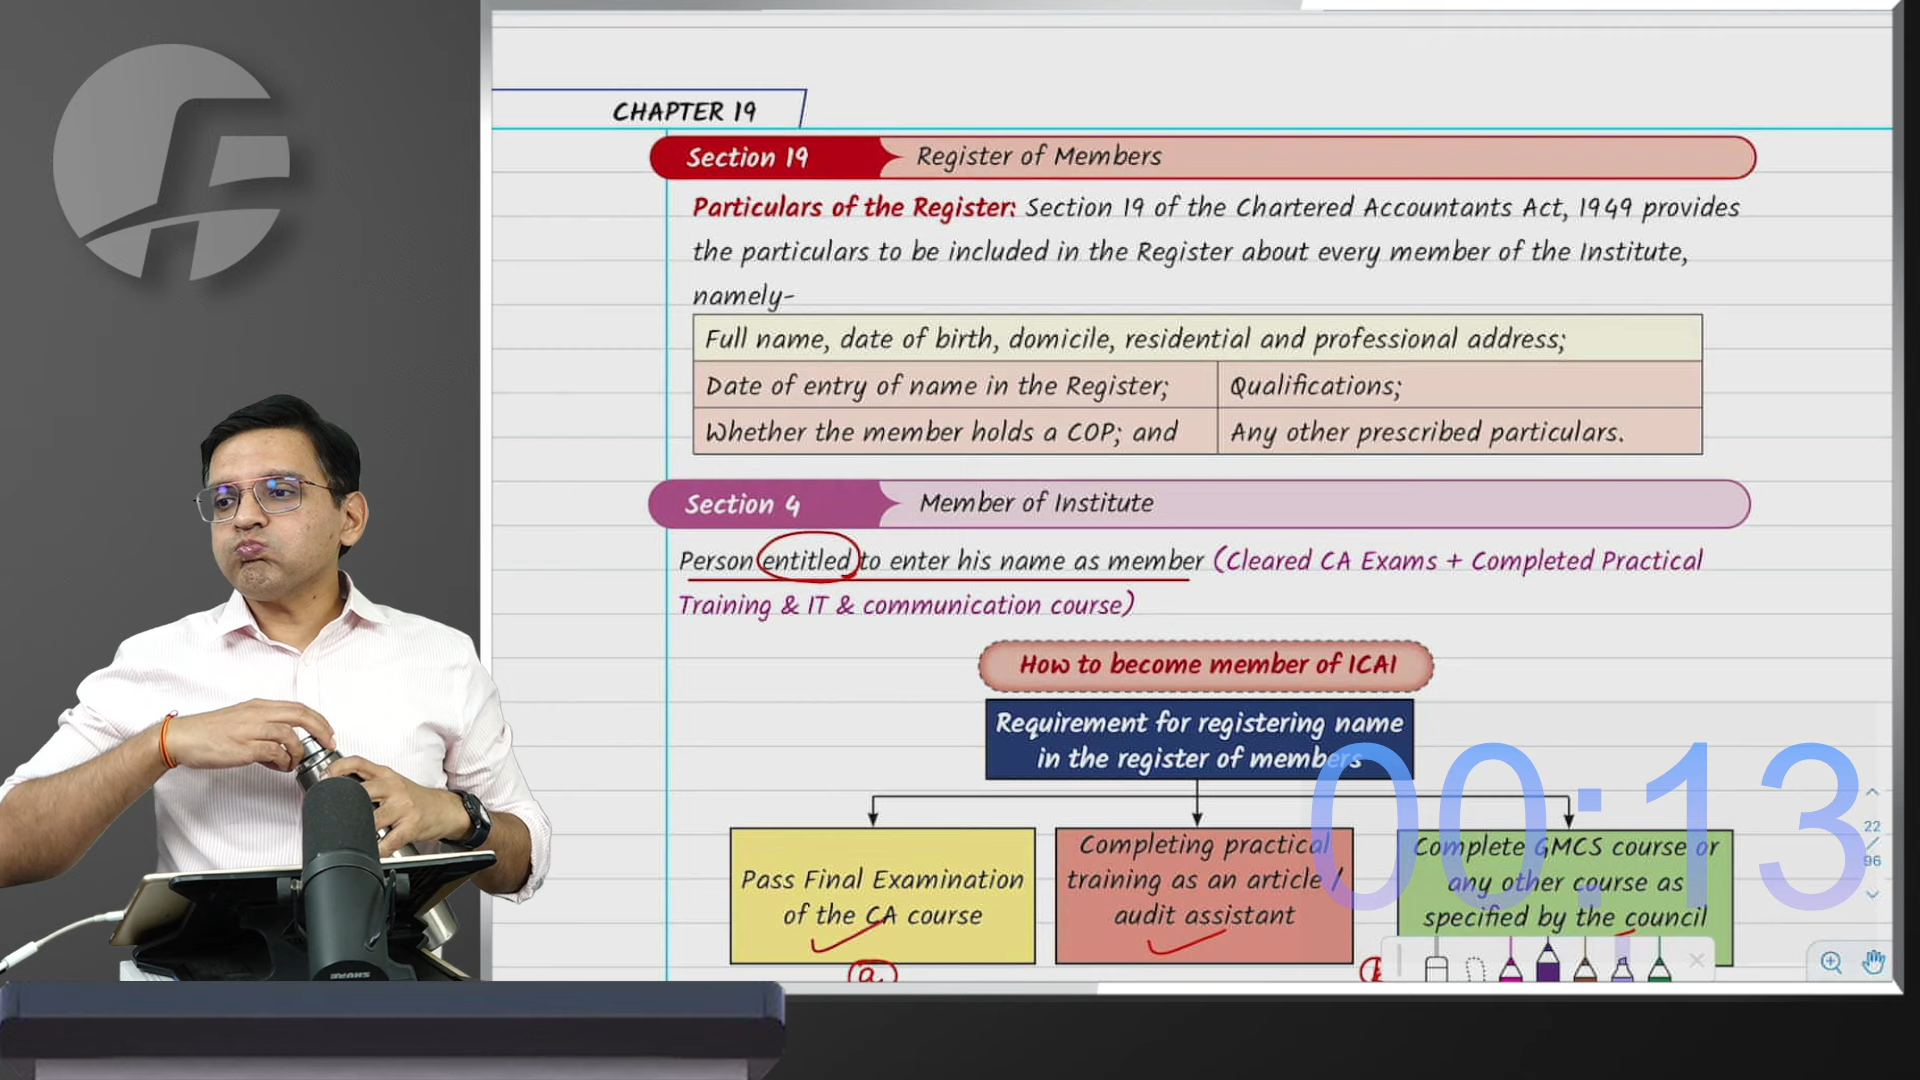 CHAPTER 19
Section 19 Register of Members
Particulars of the Register: Section 19 of the Chartered Accountants Act, 1949 provides
the particulars to be included in the Register about every member of the Institute,
namely-
Full name, date of birth, domicile, residential and professional address;
Date of entry of name in the Register; Qualifications;
Whether the member holds a COP; and Any other prescribed particulars.
Section 4 Member of Institute
Person entitled to enter his name as member (Cleared CA Exams + Completed Practical
Training & IT & communication course)
How to become member of ICAI
Requirement for registering name
in the register of members
Pass Final Examination
of the CA course
Completing practical
training as an article /
audit assistant
Complete GMCS course or
any other course as
specified by the council
a
00:13
22
/
96
SHURE